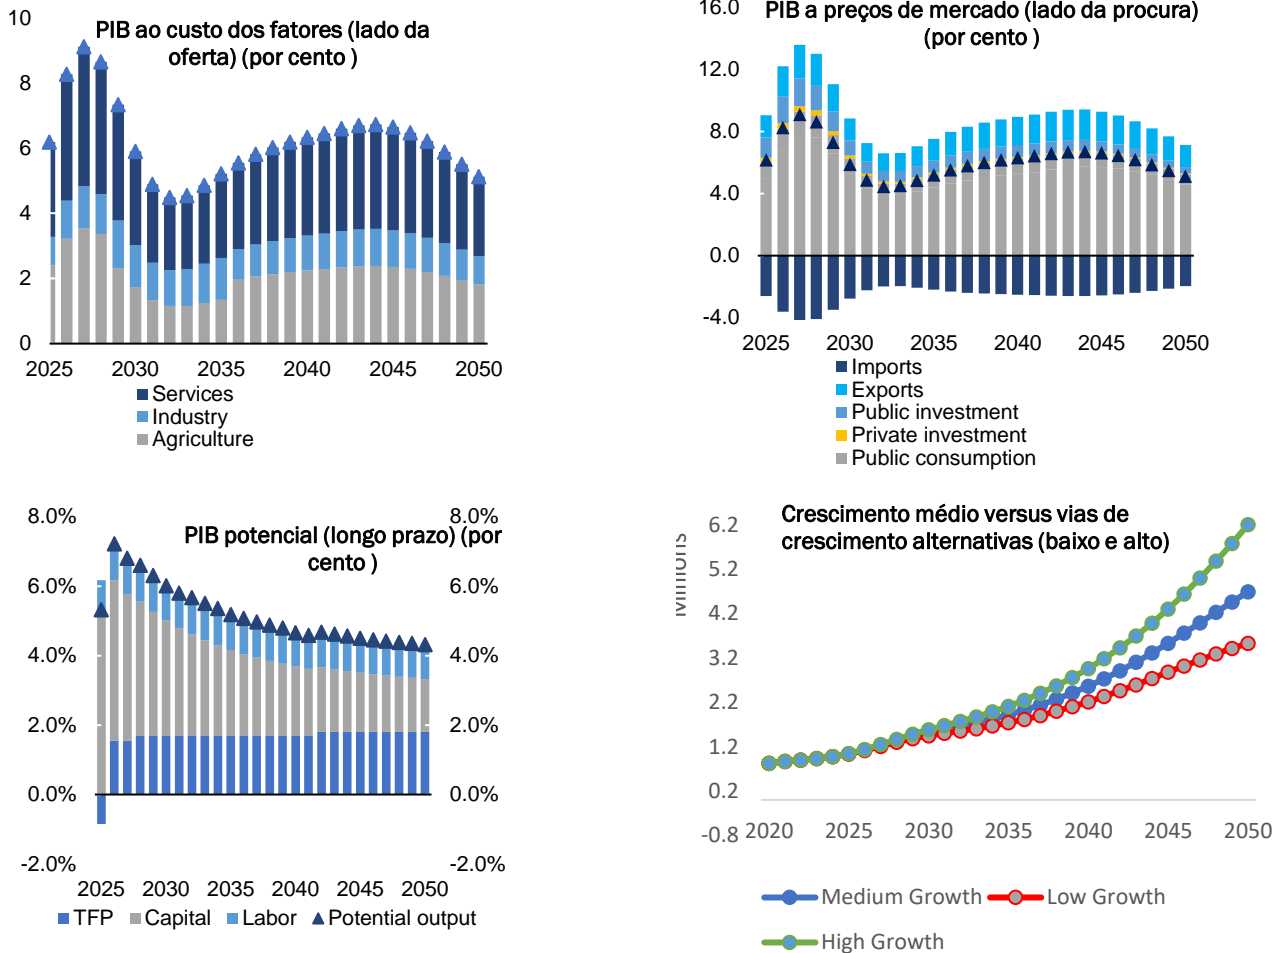 PIB ao custo dos fatores (lado da
oferta) (por cento )
10
8
6
4
2
0
2025 2030 2035 2040 2045 2050
Services
Industry
Agriculture
PIB a preços de mercado (lado da procura)
(por cento )
16.0
12.0
8.0
4.0
0.0
-4.0
2025 2030 2035 2040 2045 2050
Imports
Exports
Public investment
Private investment
Public consumption
PIB potencial (longo prazo) (por
cento )
8.0% 8.0%
6.0% 6.0%
4.0% 4.0%
2.0% 2.0%
0.0% 0.0%
-2.0% -2.0%
2025 2030 2035 2040 2045 2050
TFP Capital Labor Potential output
Crescimento médio versus vias de
crescimento alternativas (baixo e alto)
Millions
6.2
5.2
4.2
3.2
2.2
1.2
0.2
-0.8
2020 2025 2030 2035 2040 2045 2050
Medium Growth Low Growth
High Growth